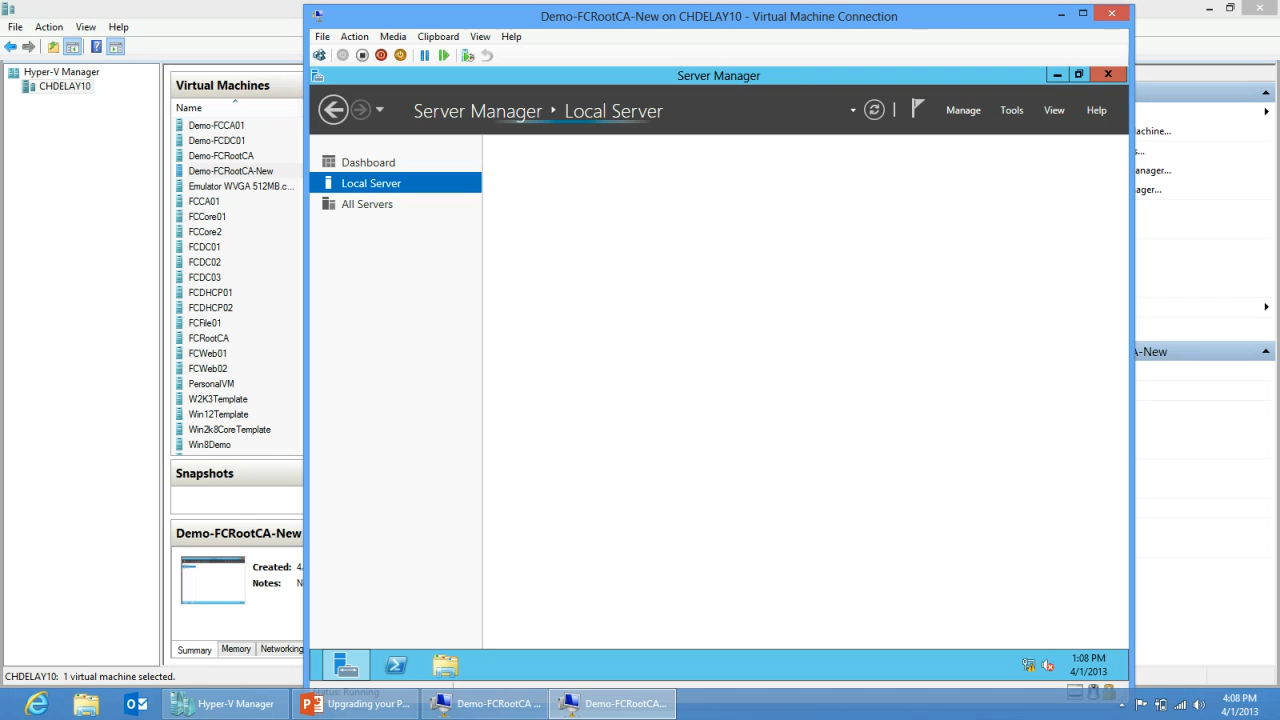 Demo-FCRootCA-New on CHDELAY10 - Virtual Machine Connection
File Action View Help
File Action Media Clipboard View Help
Server Manager
Server Manager Local Server
Manage Tools View Help
Hyper-V Manager
CHDELAY10
Virtual Machines
Name
Demo-FCCA01
Demo-FCDC01
Demo-FCRootCA
Demo-FCRootCA-New
Emulator WVGA 512MB.c...
FCCA01
FCCore01
FCCore2
FCDC01
FCDC02
FCDC03
FCDHCP01
FCDHCP02
FCFile01
FCRootCA
FCWeb01
FCWeb02
PersonalVM
W2K3Template
Win12Template
Win2k8CoreTemplate
Win8Demo
Snapshots
Demo-FCRootCA-New
Created: 4/
Notes: N
Summary Memory Networking
Dashboard
Local Server
All Servers
achine...
s...
anager...
ager...
A-New
1:08 PM
4/1/2013
Status: Running
CHDELAY10: 1 virtual machine selected.
Hyper-V Manager
Upgrading your P...
Demo-FCRootCA ...
Demo-FCRootCA...
4:08 PM
4/1/2013